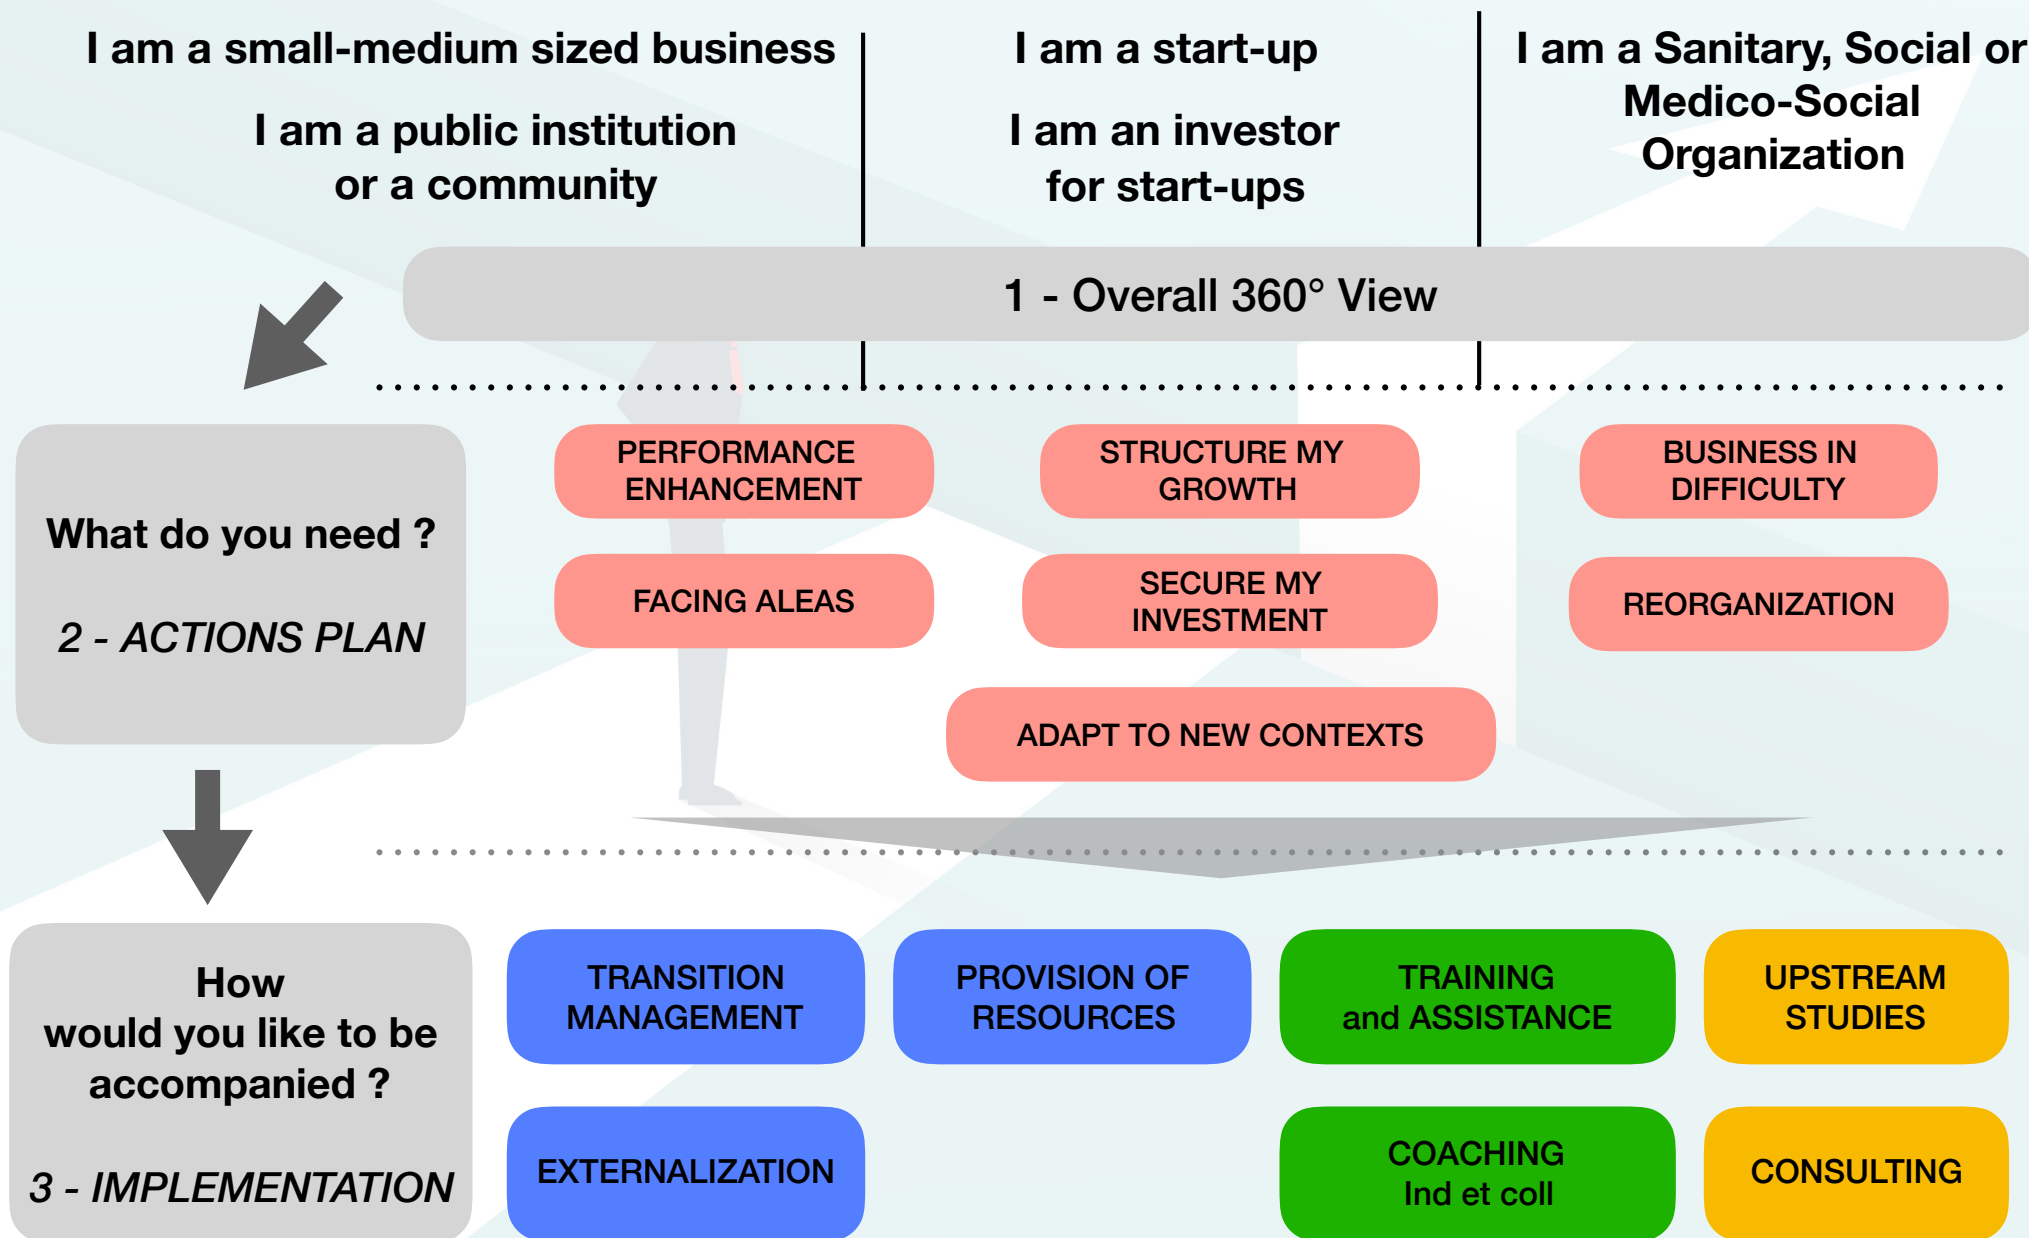 I am a small-medium sized business
I am a public institution
or a community
I am a start-up
I am an investor
for start-ups
I am a Sanitary, Social or
Medico-Social
Organization
1 - Overall 360° View
What do you need ?
2 - ACTIONS PLAN
PERFORMANCE
ENHANCEMENT
STRUCTURE MY
GROWTH
BUSINESS IN
DIFFICULTY
FACING ALEAS
SECURE MY
INVESTMENT
REORGANIZATION
ADAPT TO NEW CONTEXTS
How
would you like to be
accompanied ?
3 - IMPLEMENTATION
TRANSITION
MANAGEMENT
PROVISION OF
RESOURCES
TRAINING
and ASSISTANCE
UPSTREAM
STUDIES
EXTERNALIZATION
COACHING
Ind et coll
CONSULTING